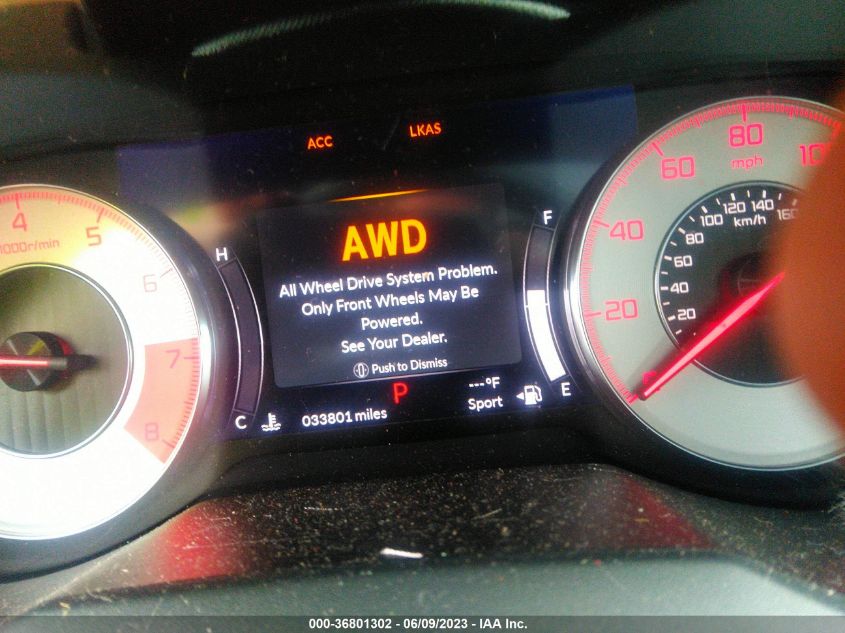 ACC
LKAS
AWD
All Wheel Drive System Problem.
Only Front Wheels May Be
Powered.
See Your Dealer.
Push to Dismiss
H
C
F
E
P
033801 miles
---°F
Sport
4
5
6
7
8
1000r/min
20
40
60
80
mph
20
40
60
80
100
120
140
160
km/h
000-36801302 - 06/09/2023 - IAA Inc.